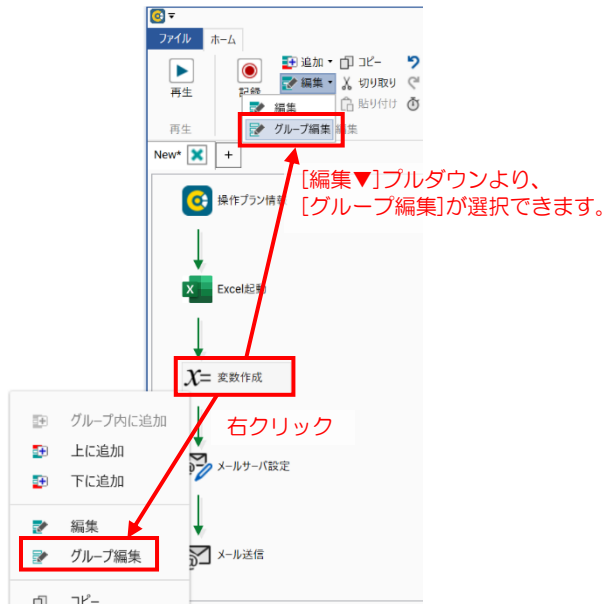 ファイル ホーム
追加 コピー
再生 記録 編集 切り取り
編集 貼り付け
再生 グループ編集 編集
New* +
[編集▼]プルダウンより、
操作プラン情報
[グループ編集]が選択できます。
Excel起動
X= 変数作成
グループ内に追加
右クリック
上に追加
メールサーバ設定
下に追加
編集
グループ編集
メール送信
コピー